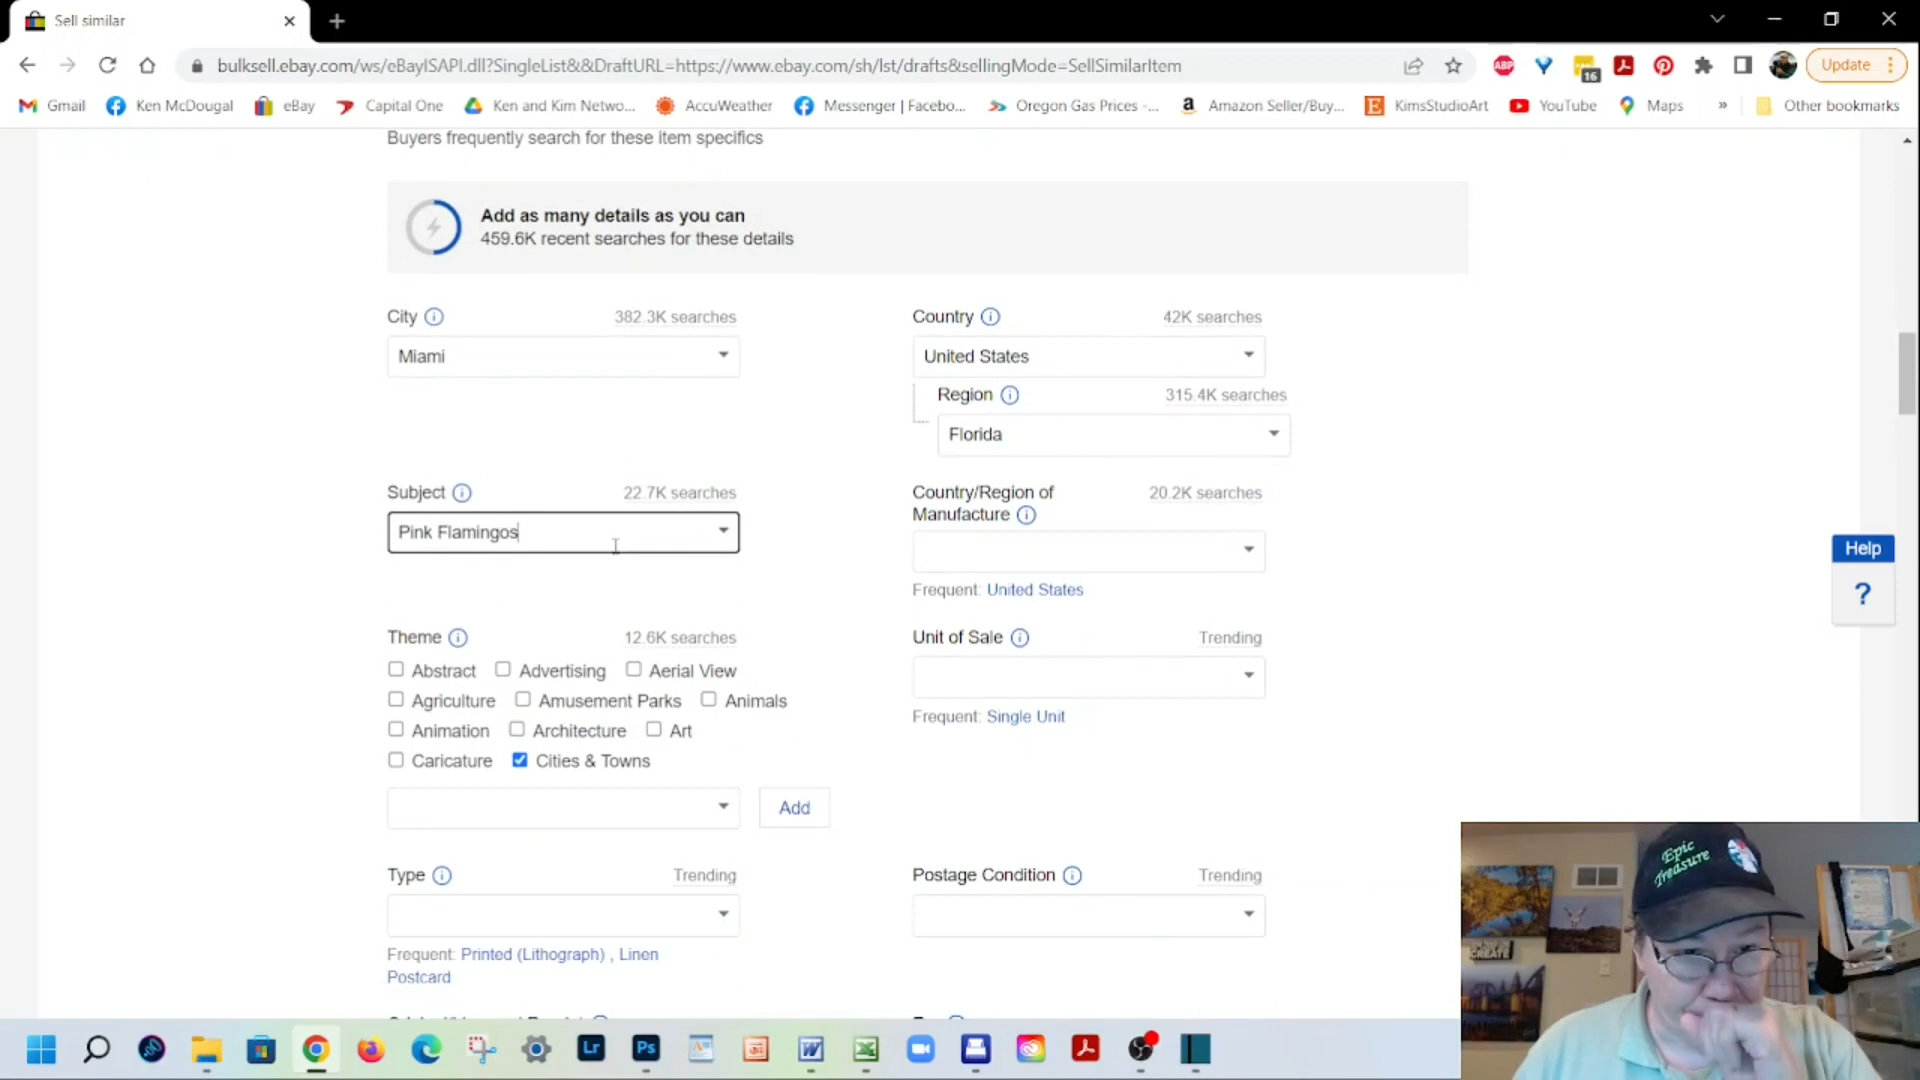 Sell similar
bulksell.ebay.com/ws/eBayISAPI.dll?SingleList&&DraftURL=https://www.ebay.com/sh/lst/drafts&sellingMode=SellSimilarItem
ABP
16
Update
Gmail
Ken McDougal
eBay
Capital One
Ken and Kim Netwo...
AccuWeather
Messenger | Facebo...
Oregon Gas Prices -...
Amazon Seller/Buy...
KimsStudioArt
YouTube
Maps
»
Other bookmarks
Buyers frequently search for these item specifics
Add as many details as you can
459.6K recent searches for these details
City 382.3K searches
Miami
Country 42K searches
United States
Region 315.4K searches
Florida
Subject 22.7K searches
Pink Flamingos
Country/Region of
Manufacture
20.2K searches
Frequent: United States
Help
?
Theme 12.6K searches
Abstract Advertising Aerial View
Agriculture Amusement Parks Animals
Animation Architecture Art
Caricature Cities & Towns
Add
Unit of Sale Trending
Frequent: Single Unit
Type Trending
Frequent: Printed (Lithograph) , Linen
Postcard
Postage Condition Trending
Epic
Treasure
CREATE
Lr
Ps